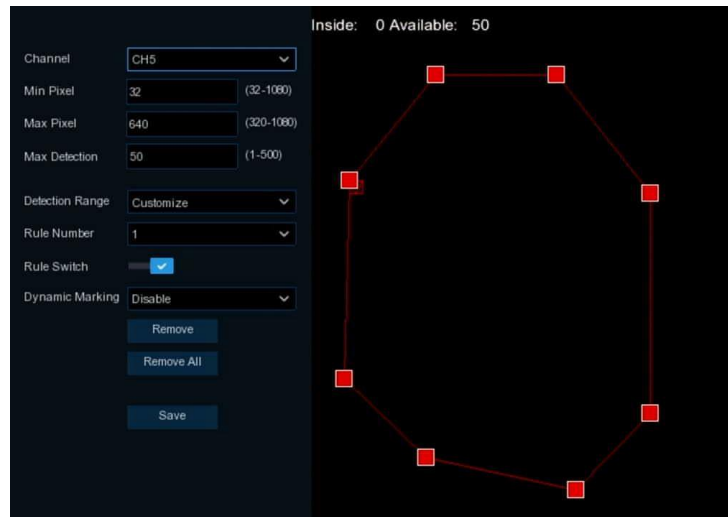 Inside: 0 Available: 50
Channel CH5
Min Pixel 32 (32~1080)
Max Pixel 640 (320~1080)
Max Detection 50 (1~500)
Detection Range Customize
Rule Number 1
Rule Switch
Dynamic Marking Disable
Remove
Remove All
Save